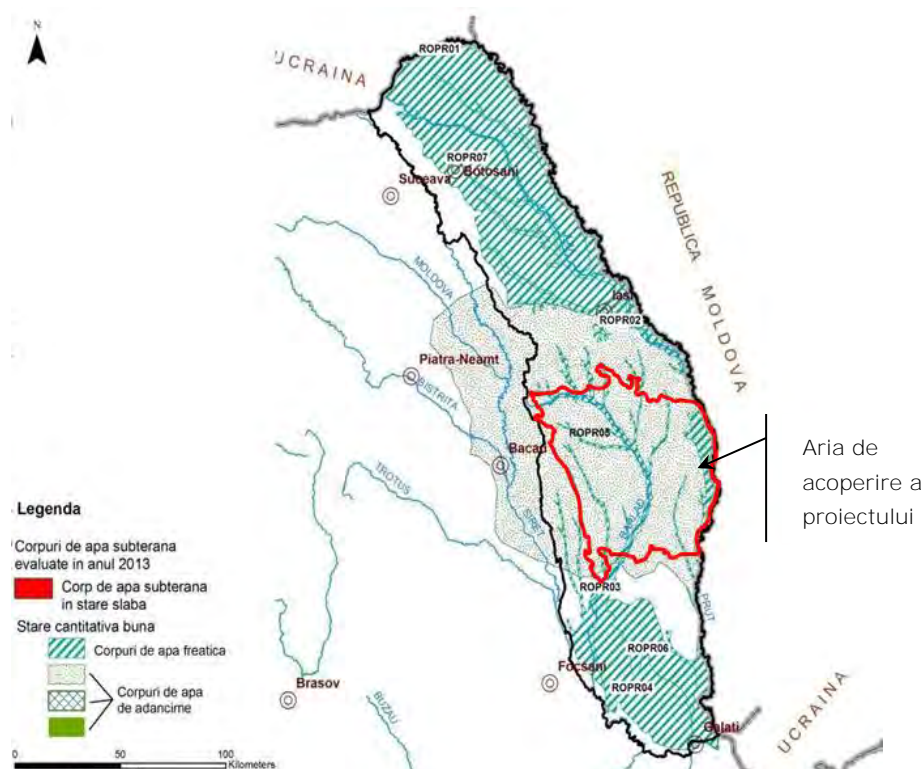 N
ROPR01
UCRAINA
ROPR07
Botosani
Suceava
REPUBLICA MOLDOVA
MOLDOVA
Iasi
ROPR02
Piatra-Neamt
BISTRITA
ROPR05
Bacau
Aria de
acoperire a
proiectului
TROTUS
SIRET
BARLAD
Legenda
Corpuri de apa subterana
evaluate in anul 2013
Corp de apa subterana
in stare slaba
ROPR03
PRUT
Stare cantitativa buna
Corpuri de apa freatica
ROPR06
Focsani
Corpuri de apa
de adancime
Brasov
ROPR04
BUZAU
Galati
UCRAINA
0 50 100
Kilometers